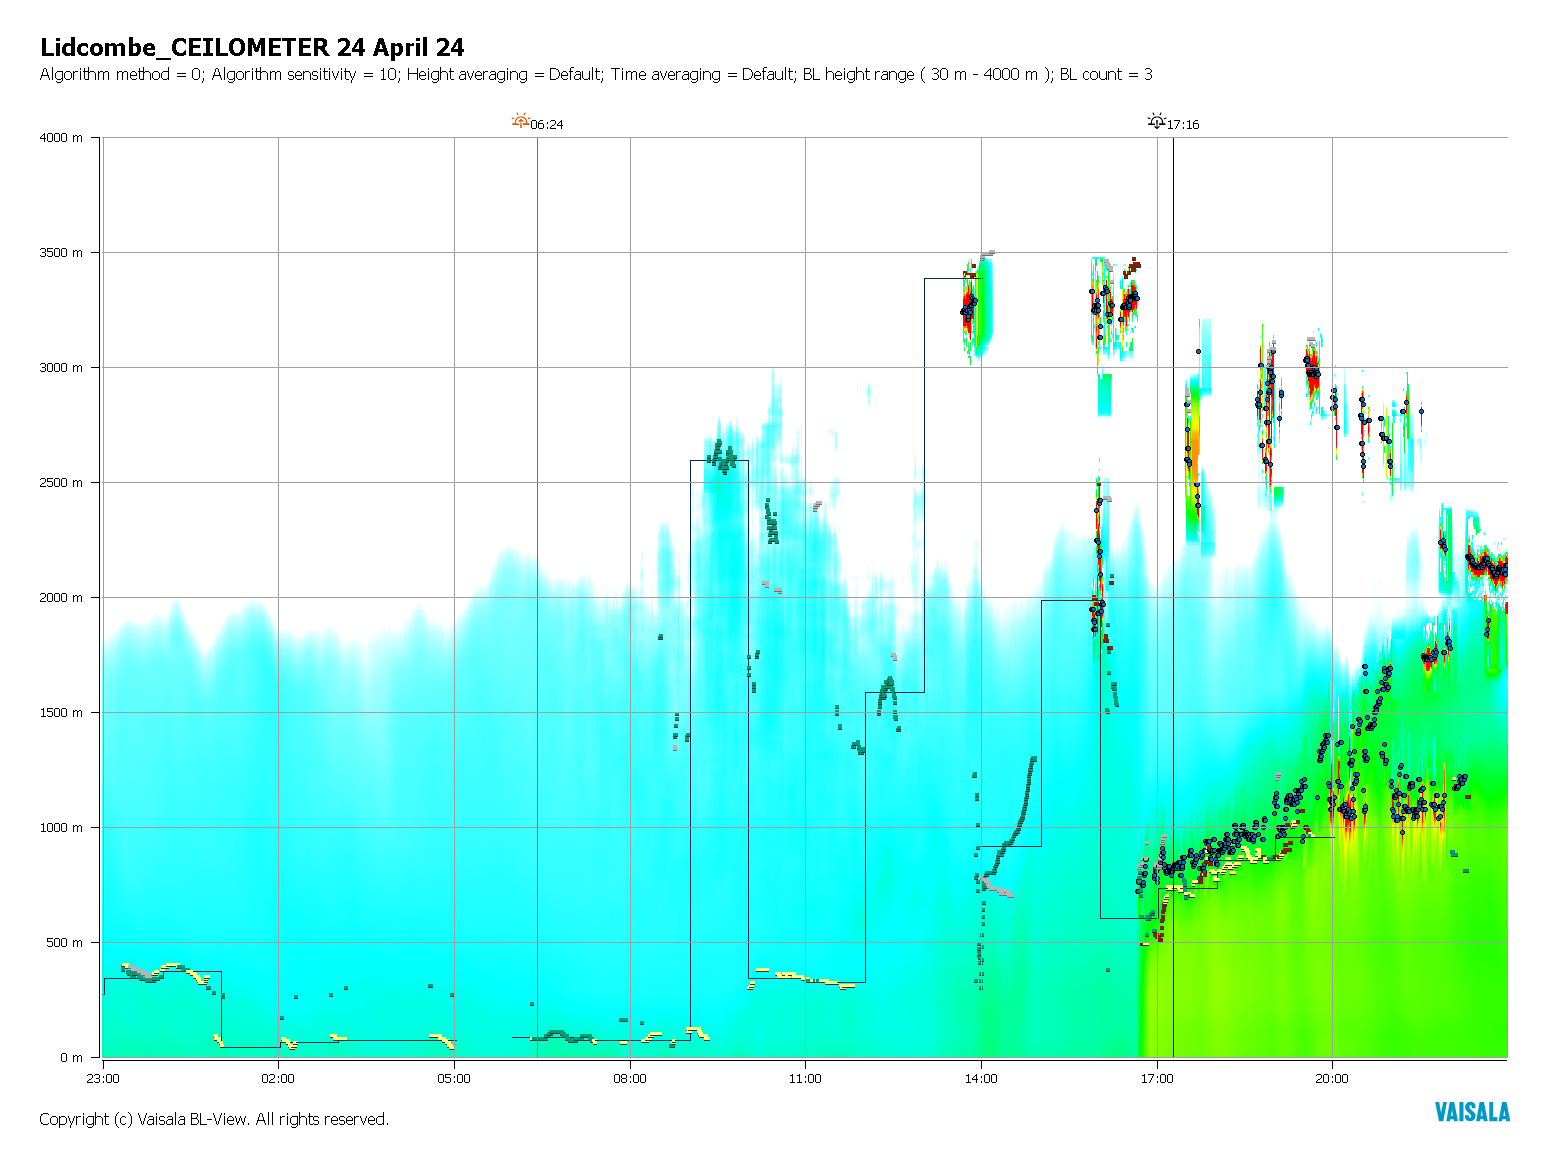 Lidcombe_CEILOMETER 24 April 24
Algorithm method = 0; Algorithm sensitivity = 10; Height averaging = Default; Time averaging = Default; BL height range ( 30 m - 4000 m ); BL count = 3
06:24
17:16
4000 m
3500 m
3000 m
2500 m
2000 m
1500 m
1000 m
500 m
0 m
23:00
02:00
05:00
08:00
11:00
14:00
17:00
20:00
Copyright (c) Vaisala BL-View. All rights reserved.
VAISALA